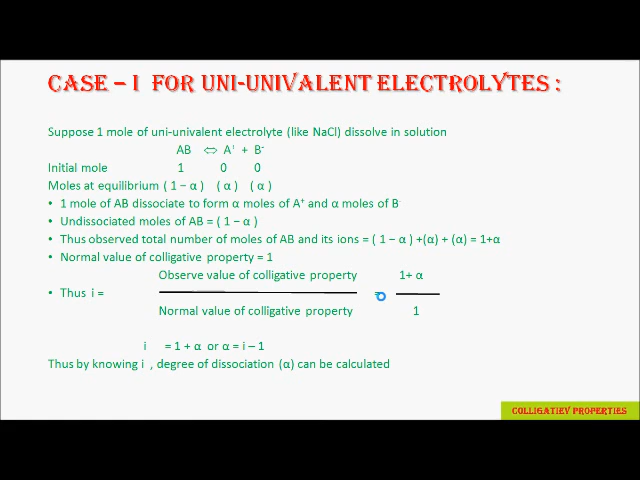 CASE – I FOR UNI-UNIVALENT ELECTROLYTES :
Suppose 1 mole of uni-univalent electrolyte (like NaCl) dissolve in solution
AB ⇔ A⁺ + B⁻
Initial mole 1 0 0
Moles at equilibrium ( 1 – α ) ( α ) ( α )
• 1 mole of AB dissociate to form α moles of A⁺ and α moles of B⁻
• Undissociated moles of AB = ( 1 – α )
• Thus observed total number of moles of AB and its ions = ( 1 – α ) +(α) + (α) = 1+α
• Normal value of colligative property = 1
Observe value of colligative property 1+ α
• Thus i = =
Normal value of colligative property 1
i = 1 + α or α = i – 1
Thus by knowing i , degree of dissociation (α) can be calculated
COLLIGATIEV PROPERTIES